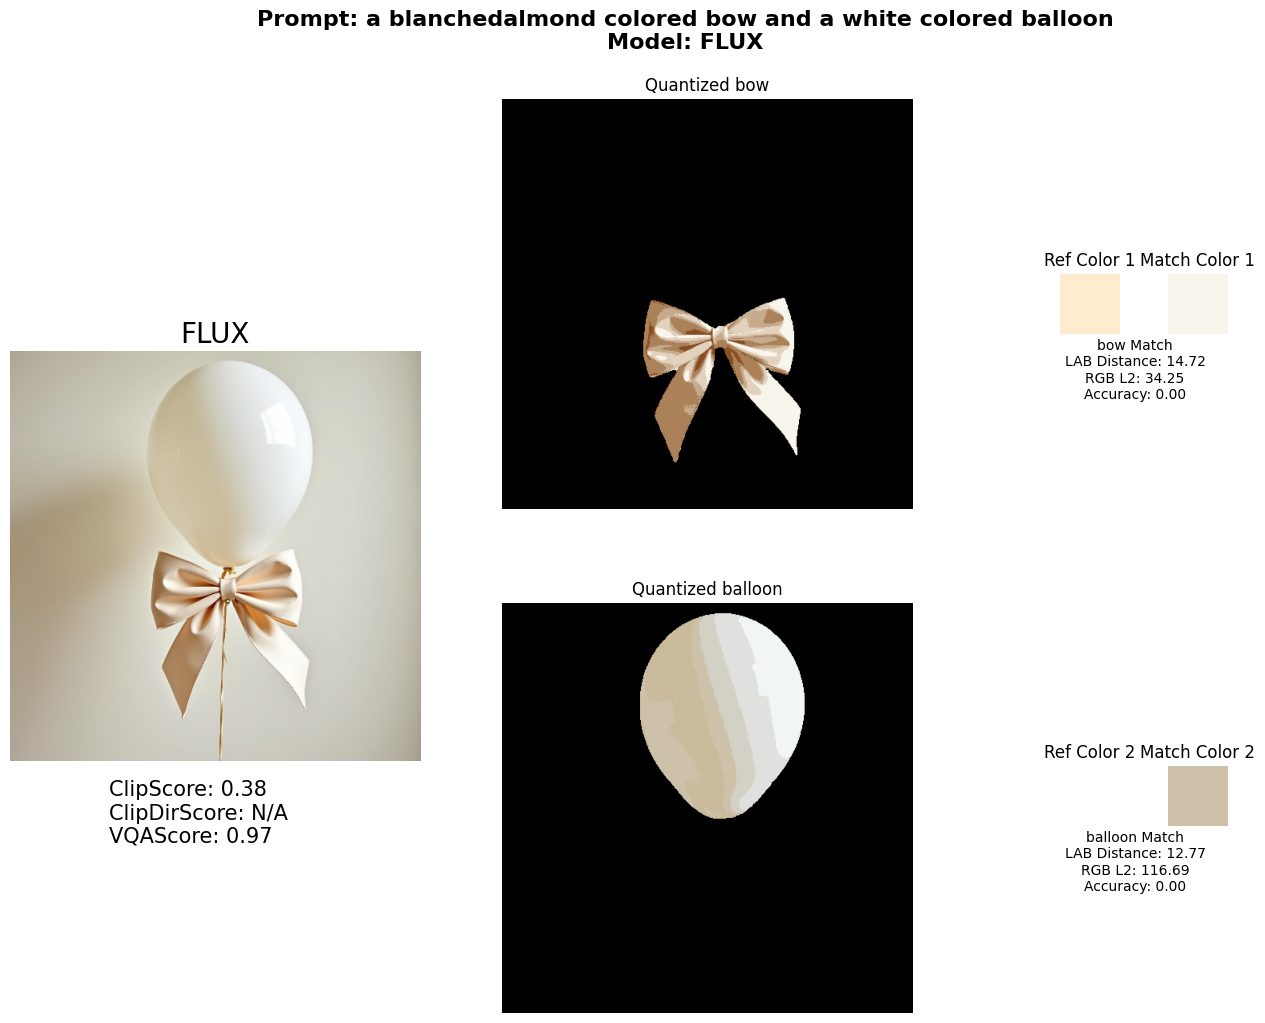 Prompt: a blanchedalmond colored bow and a white colored balloon
Model: FLUX
Quantized bow
Ref Color 1 Match Color 1
bow Match
LAB Distance: 14.72
RGB L2: 34.25
Accuracy: 0.00
FLUX
ClipScore: 0.38
ClipDirScore: N/A
VQAScore: 0.97
Quantized balloon
Ref Color 2 Match Color 2
balloon Match
LAB Distance: 12.77
RGB L2: 116.69
Accuracy: 0.00